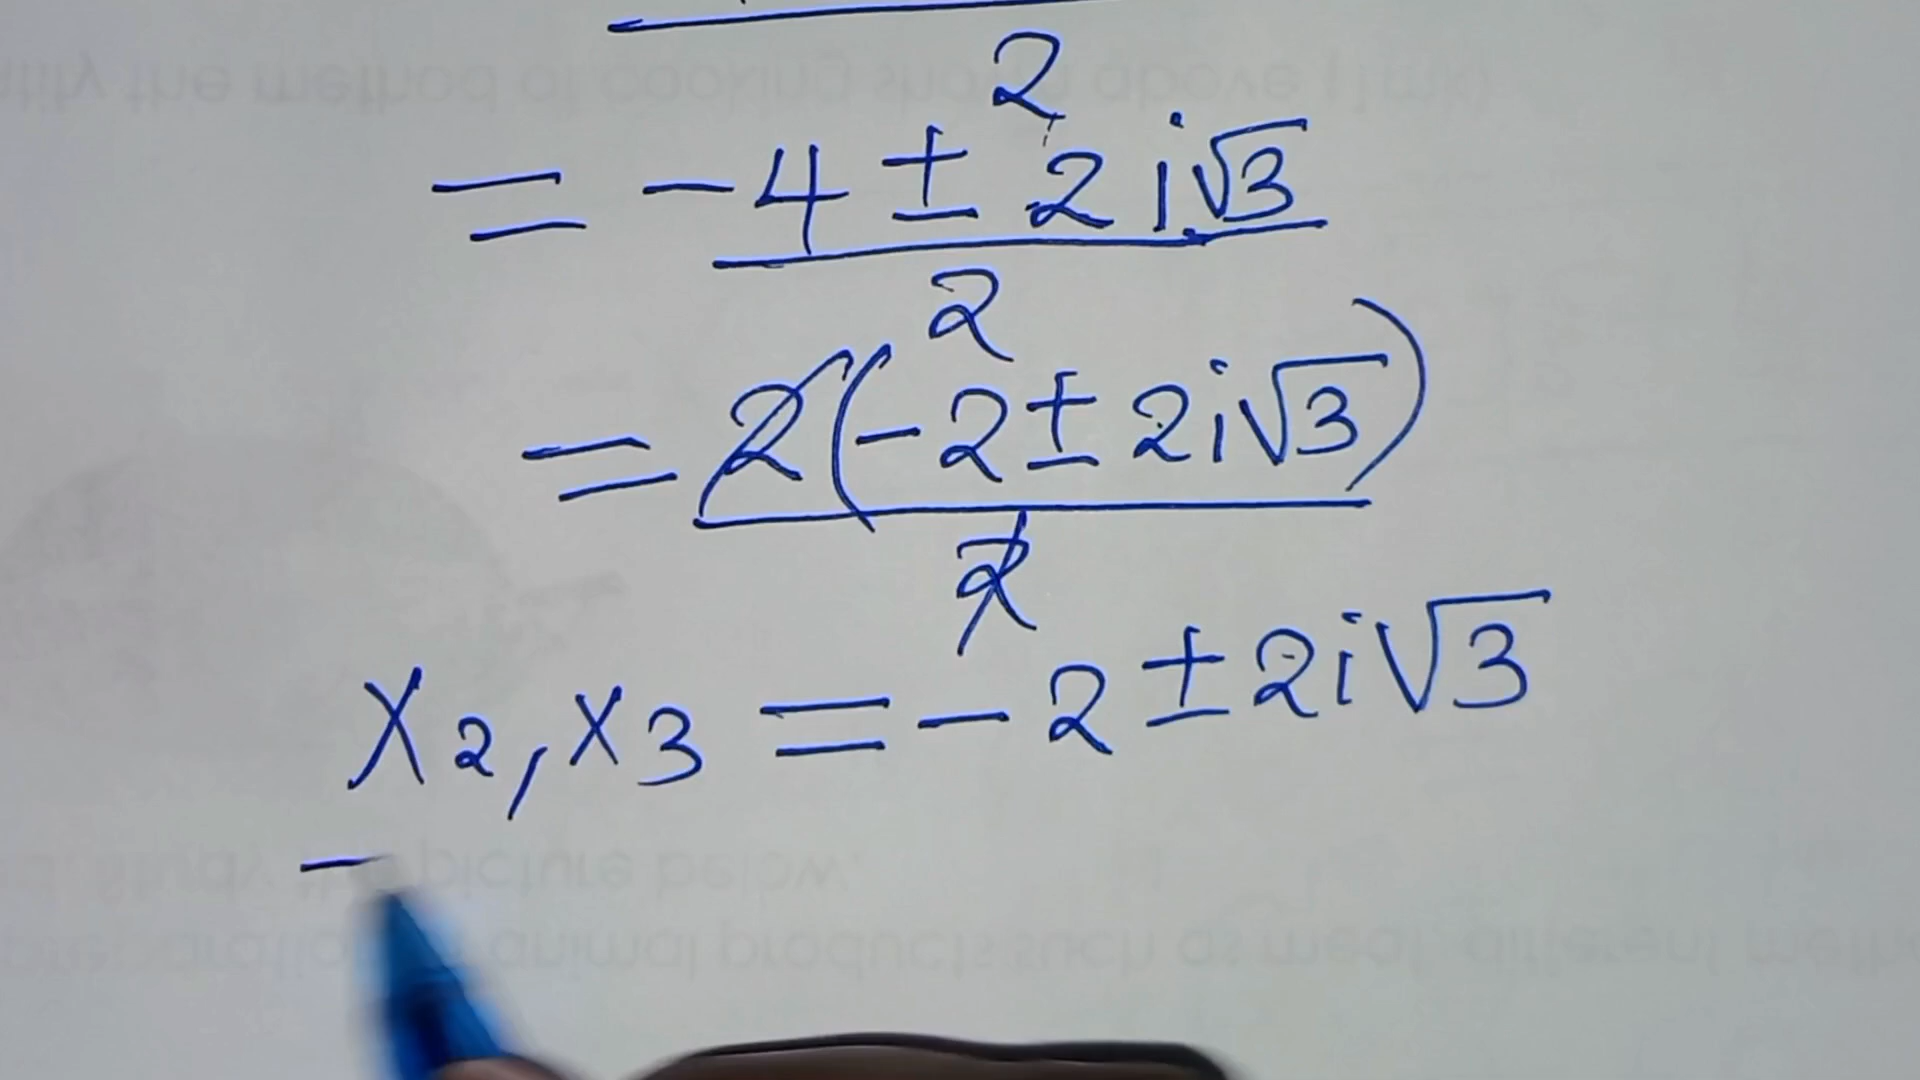 2
= -4 ± 2i√3
2
= 2(-2 ± 2i√3)
2
x₂, x₃ = -2 ± 2i√3